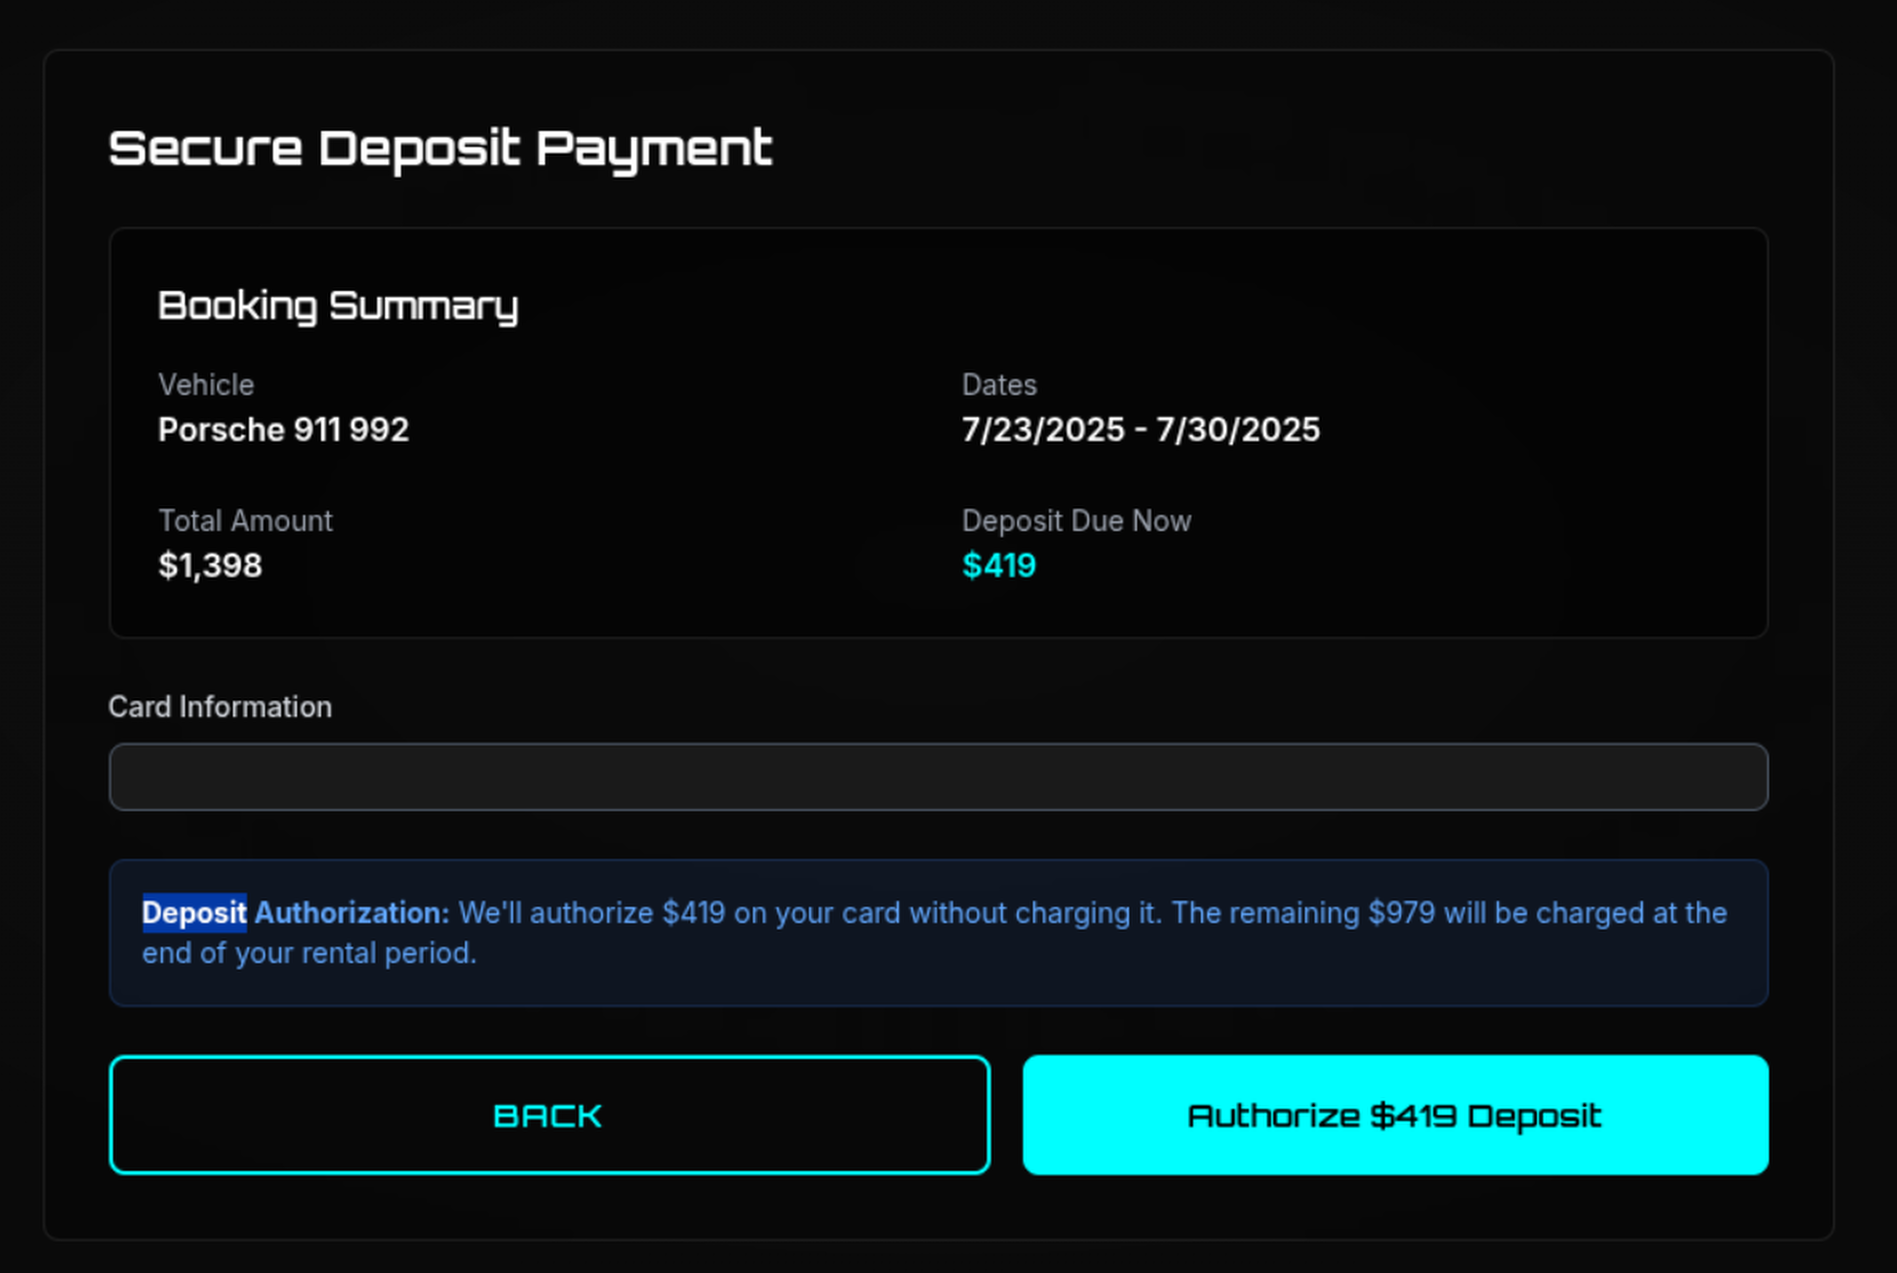 Secure Deposit Payment
Booking Summary
Vehicle
Porsche 911 992
Dates
7/23/2025 - 7/30/2025
Total Amount
$1,398
Deposit Due Now
$419
Card Information
Deposit Authorization: We'll authorize $419 on your card without charging it. The remaining $979 will be charged at the
end of your rental period.
BACK
Authorize $419 Deposit